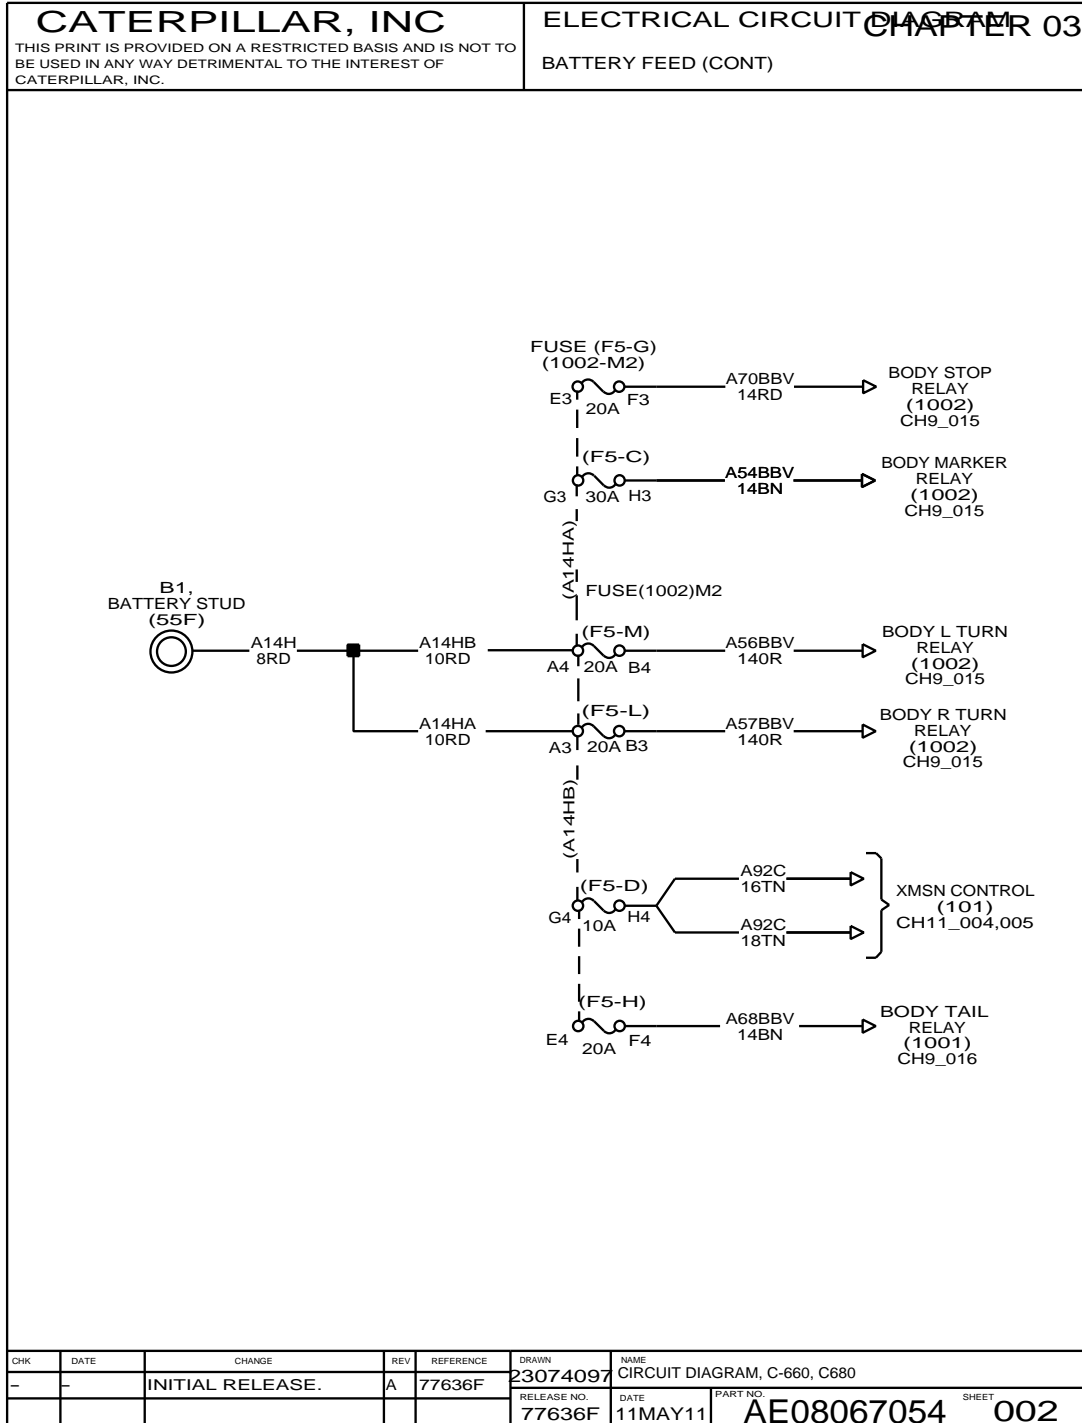 CATERPILLAR, INC
THIS PRINT IS PROVIDED ON A RESTRICTED BASIS AND IS NOT TO
BE USED IN ANY WAY DETRIMENTAL TO THE INTEREST OF
CATERPILLAR, INC.
ELECTRICAL CIRCUIT DIAGRAM
CHAPTER 03
BATTERY FEED (CONT)
FUSE (F5-G)
(1002-M2)
E3
20A
F3
A70BBV
14RD
BODY STOP
RELAY
(1002)
CH9_015
(F5-C)
G3
30A
H3
A54BBV
14BN
BODY MARKER
RELAY
(1002)
CH9_015
(A14HA)
FUSE(1002)M2
B1,
BATTERY STUD
(55F)
A14H
8RD
A14HB
10RD
(F5-M)
A4
20A
B4
A56BBV
140R
BODY L TURN
RELAY
(1002)
CH9_015
A14HA
10RD
(F5-L)
A3
20A
B3
A57BBV
140R
BODY R TURN
RELAY
(1002)
CH9_015
(A14HB)
(F5-D)
G4
10A
H4
A92C
16TN
A92C
18TN
XMSN CONTROL
(101)
CH11_004,005
(F5-H)
E4
20A
F4
A68BBV
14BN
BODY TAIL
RELAY
(1001)
CH9_016
CHK DATE CHANGE REV REFERENCE
– – INITIAL RELEASE. A 77636F
DRAWN
23074097
NAME
CIRCUIT DIAGRAM, C-660, C680
RELEASE NO.
77636F
DATE
11MAY11
PART NO.
AE08067054
SHEET
002